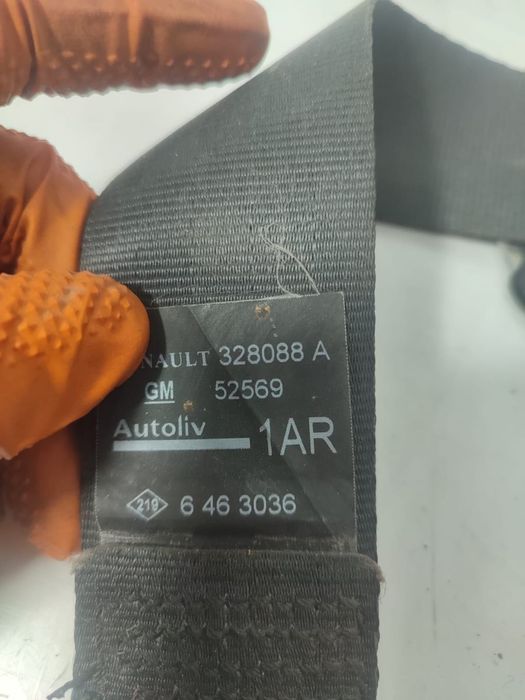 NAULT 328088 A
GM 52569
Autoliv 1AR
219 6 46 3036